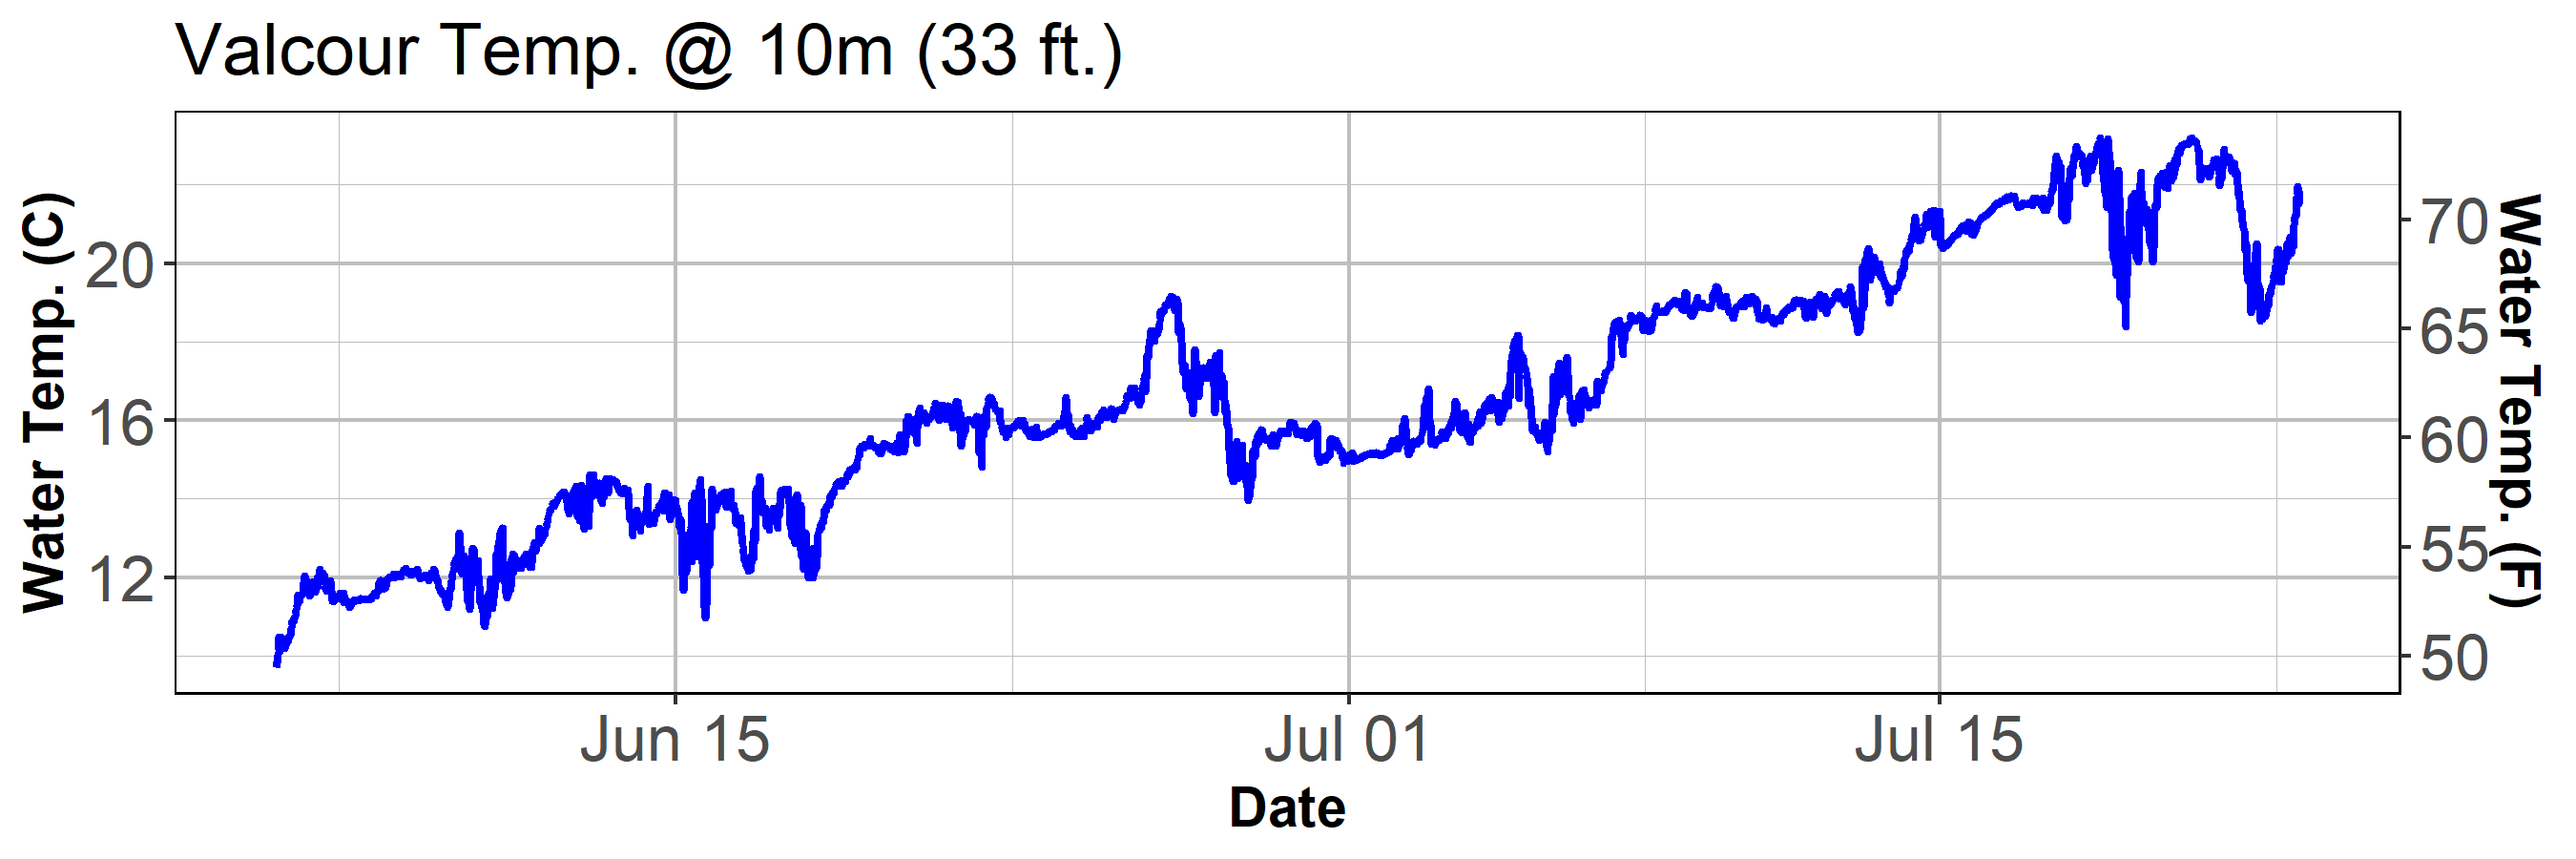 Valcour Temp. @ 10m (33 ft.)
Water Temp. (C)
20
16
12
70
65
60
55
50
Water Temp. (F)
Jun 15
Jul 01
Jul 15
Date